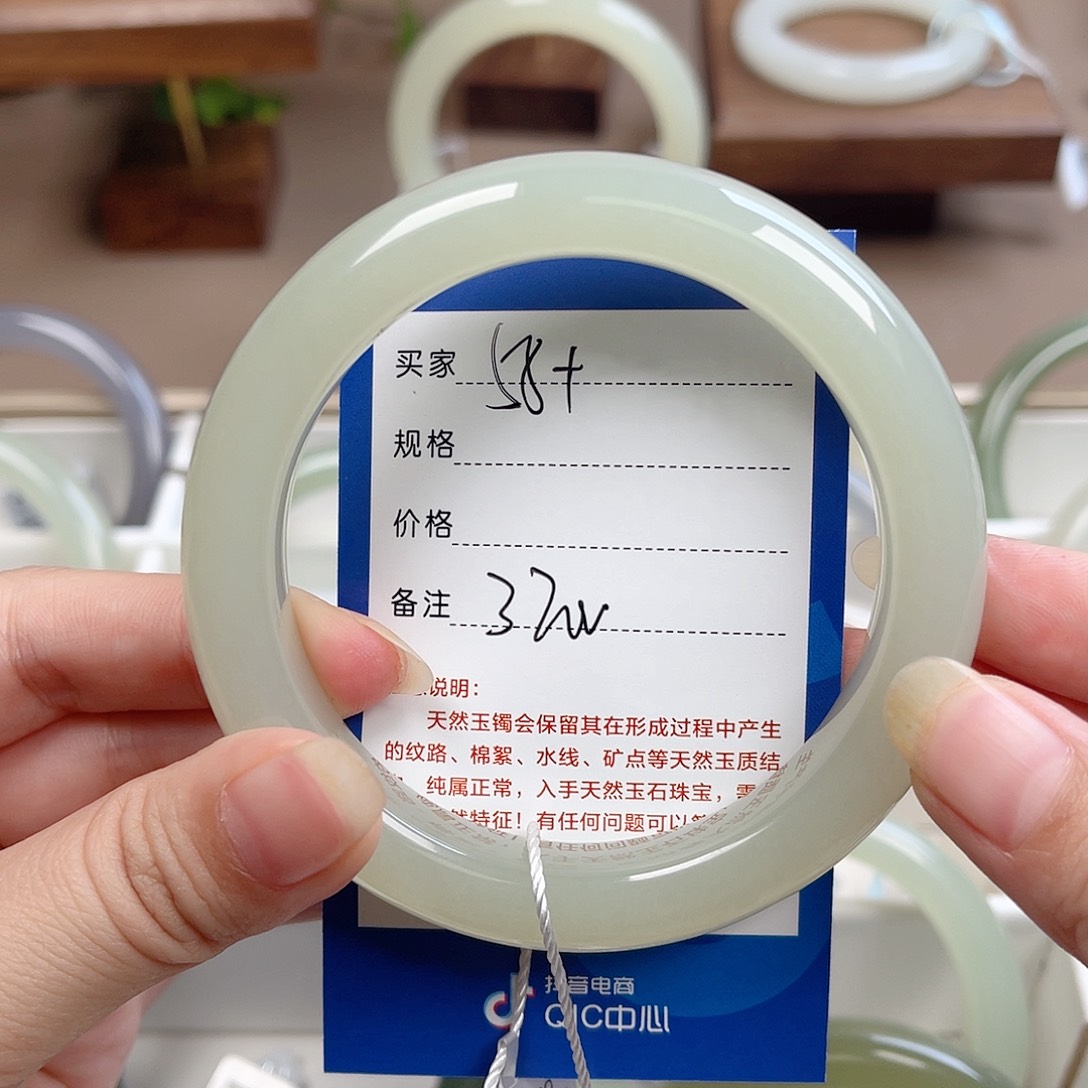 买家 58+
规格
价格
备注 37w
说明：
天然玉镯会保留其在形成过程中产生
的纹路、棉絮、水线、矿点等天然玉质结
纯属正常，入手天然玉石珠宝，需
然特征！有任何问题可以
抖音电商
QIC中心